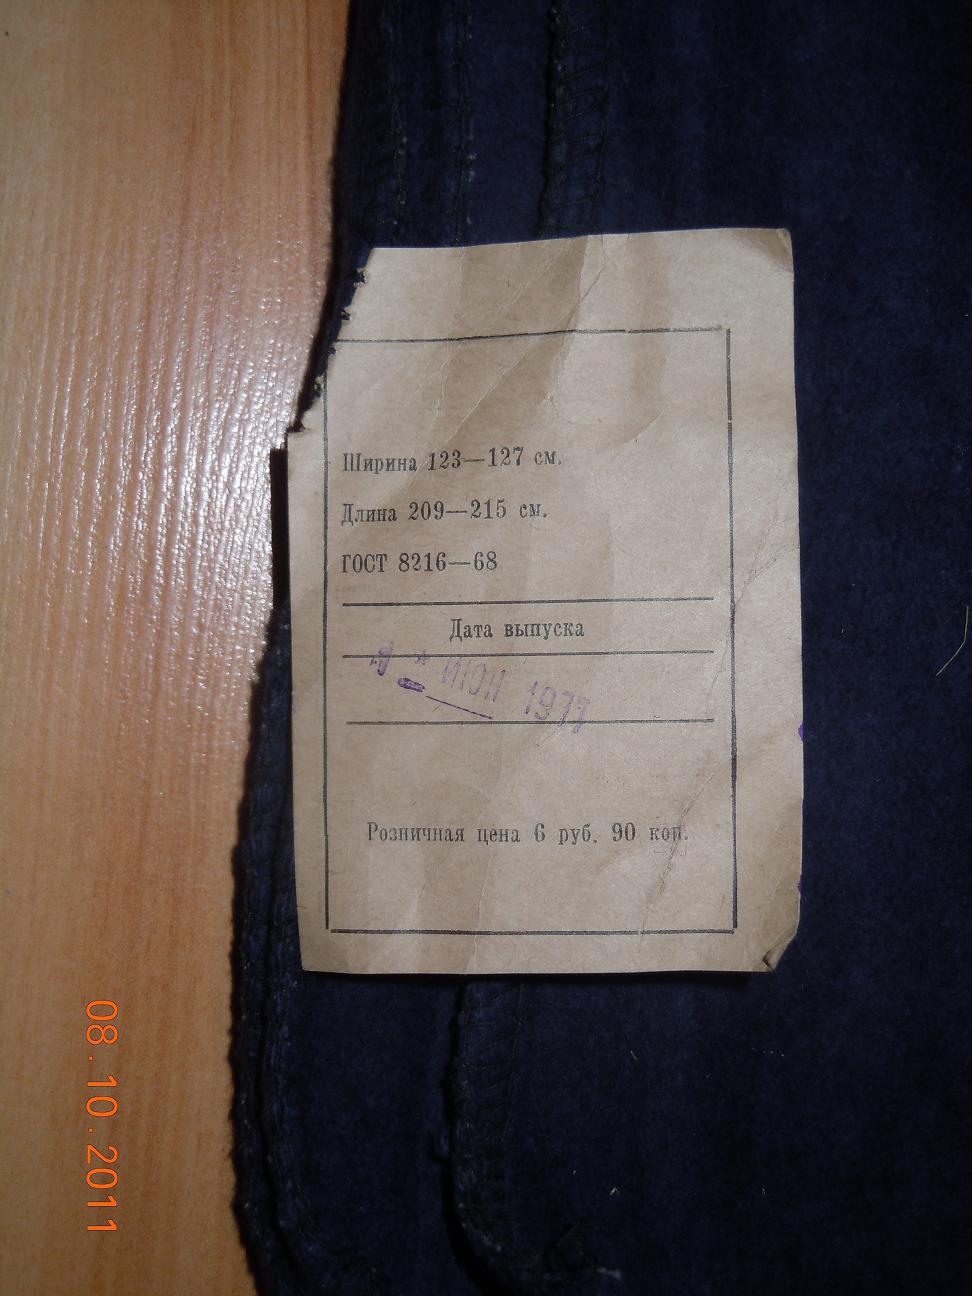 Ширина 123—127 см.
Длина 209—215 см.
ГОСТ 8216—68
Дата выпуска
ИЮН 1977
Розничная цена 6 руб. 90 коп.
08.10.2011